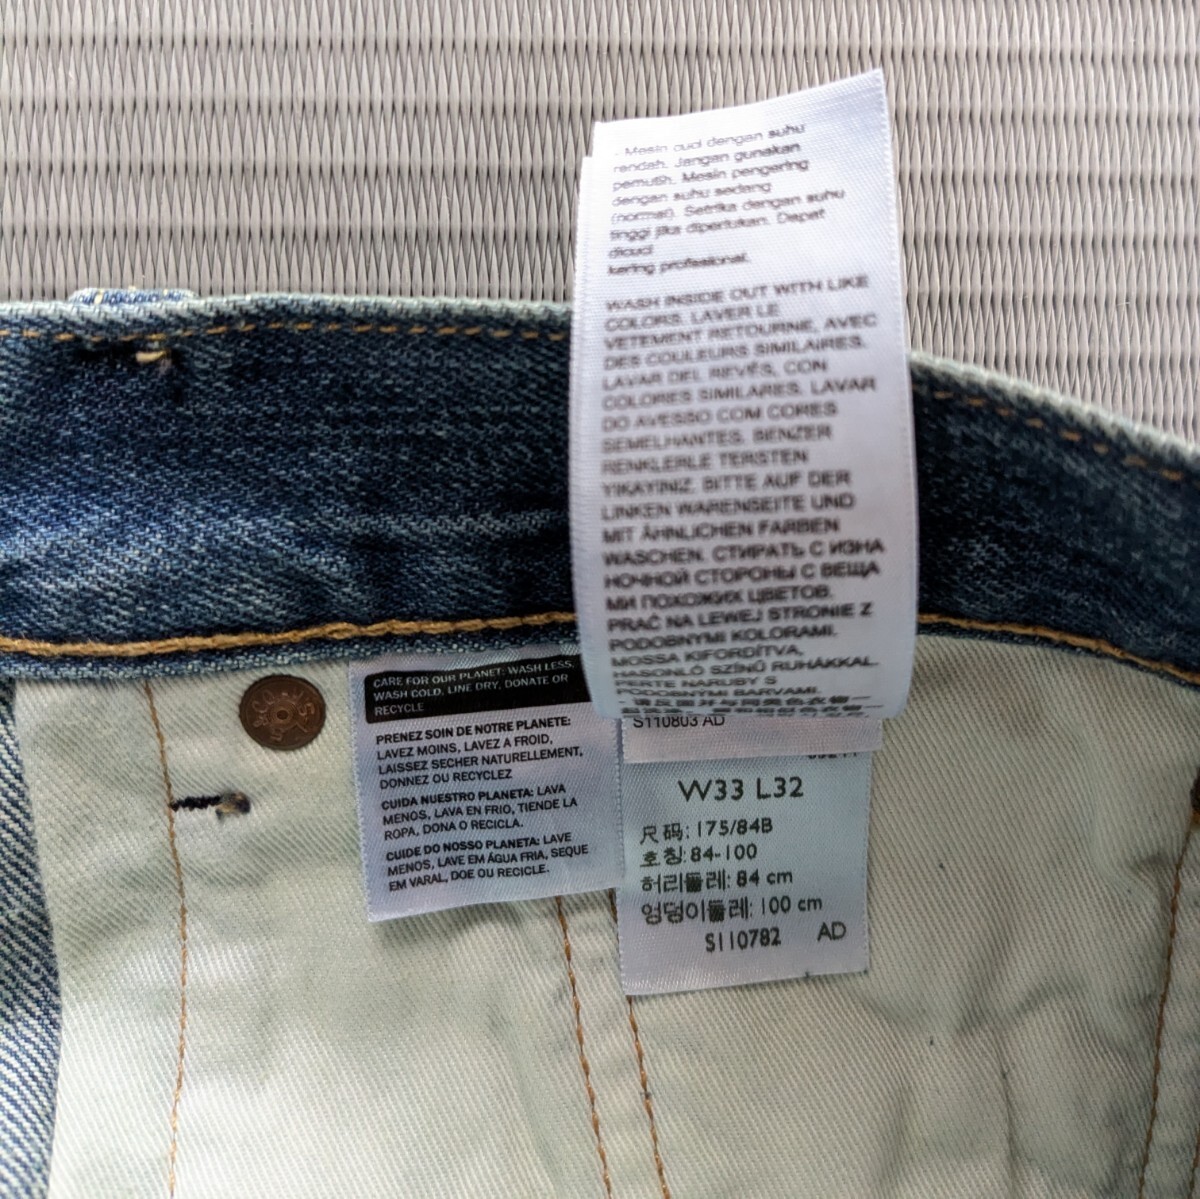 Mesin cuci dengan suhu
rendah. Jangan gunakan
pemutih. Mesin pengering
dengan suhu sedang
(normal). Setrika dengan suhu
tinggi jika diperlukan. Dapat
dicuci
kering profesional.
WASH INSIDE OUT WITH LIKE
COLORS. LAVER LE
VETEMENT RETOURNE, AVEC
DES COULEURS SIMILAIRES.
LAVAR DEL REVÉS, CON
COLORES SIMILARES. LAVAR
DO AVESSO COM CORES
SEMELHANTES. BENZER
RENKLERLE TERSTEN
YIKAYINIZ. BITTE AUF DER
LINKEN WARENSEITE UND
MIT ÄHNLICHEN FARBEN
WASCHEN. СТИРАТЬ С ИЗНА
НОЧНОЙ СТОРОНЫ С ВЕЩА
МИ ПОХОЖИХ ЦВЕТОВ.
PRAĆ NA LEWEJ STRONIE Z
PODOBNYMI KOLORAMI.
MOSSA KIFORDÍTVA,
HASONLÓ SZÍNŰ RUHÁKKAL.
PERTE NARUBY S
PODOBNÝMI BARVAMI.
S110803 AD
CARE FOR OUR PLANET: WASH LESS,
WASH COLD, LINE DRY, DONATE OR
RECYCLE
PRENEZ SOIN DE NOTRE PLANETE:
LAVEZ MOINS, LAVEZ A FROID,
LAISSEZ SECHER NATURELLEMENT,
DONNEZ OU RECYCLEZ
CUIDA NUESTRO PLANETA: LAVA
MENOS, LAVA EN FRIO, TIENDE LA
ROPA, DONA O RECICLA.
CUIDE DO NOSSO PLANETA: LAVE
MENOS, LAVE EM ÁGUA FRIA, SEQUE
EM VARAL, DOE OU RECICLE.
W33 L32
尺码: 175/84B
호칭: 84-100
허리둘레: 84 cm
엉덩이둘레: 100 cm
S110782 AD